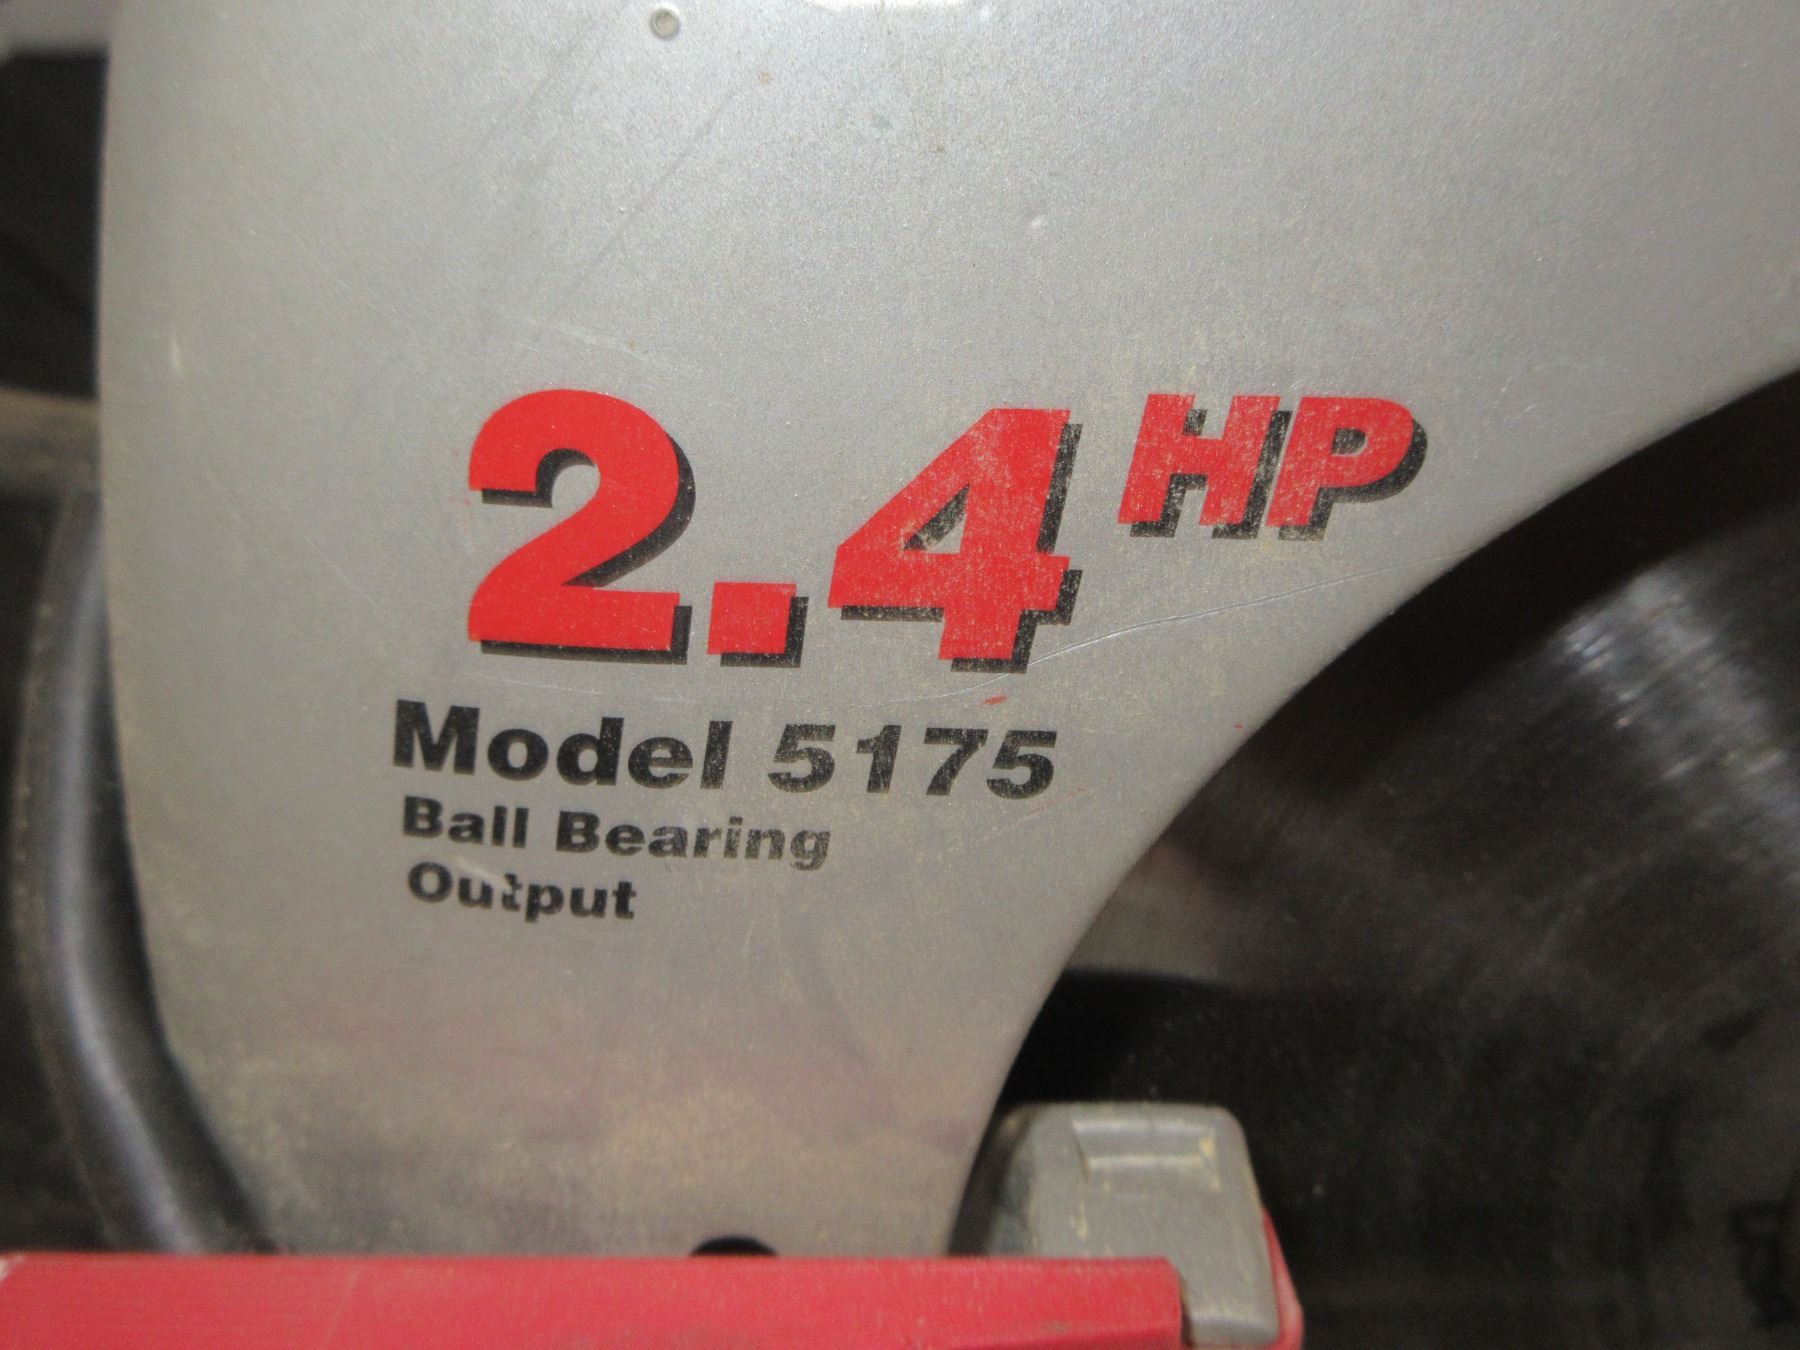 2.4 HP
Model 5175
Ball Bearing
Output